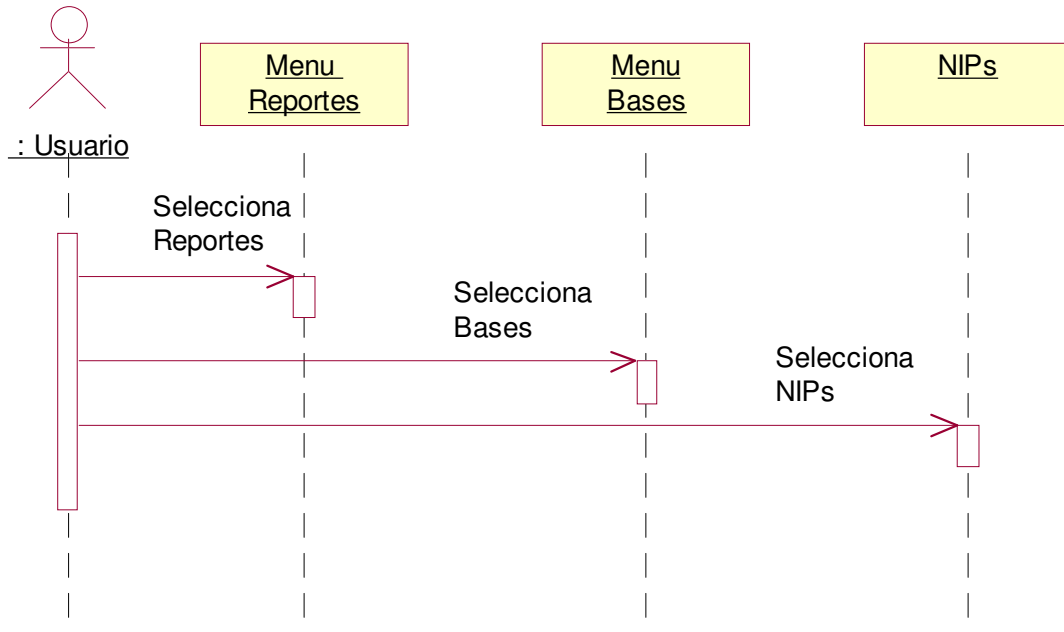 Menu
Reportes
Menu
Bases
NIPs
: Usuario
Selecciona
Reportes
Selecciona
Bases
Selecciona
NIPs